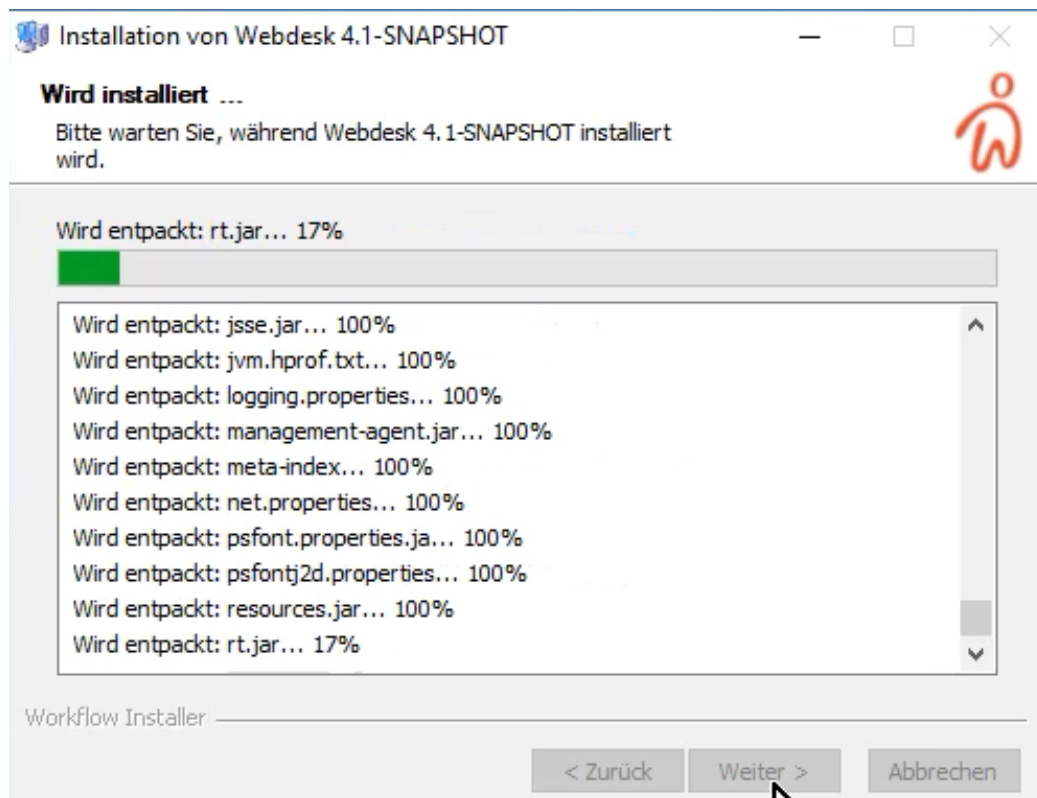 Installation von Webdesk 4.1-SNAPSHOT
Wird installiert ...
Bitte warten Sie, während Webdesk 4.1-SNAPSHOT installiert
wird.
Wird entpackt: rt.jar... 17%
Wird entpackt: jsse.jar... 100%
Wird entpackt: jvm.hprof.txt... 100%
Wird entpackt: logging.properties... 100%
Wird entpackt: management-agent.jar... 100%
Wird entpackt: meta-index... 100%
Wird entpackt: net.properties... 100%
Wird entpackt: psfont.properties.ja... 100%
Wird entpackt: psfontj2d.properties... 100%
Wird entpackt: resources.jar... 100%
Wird entpackt: rt.jar... 17%
Workflow Installer
< Zurück Weiter > Abbrechen